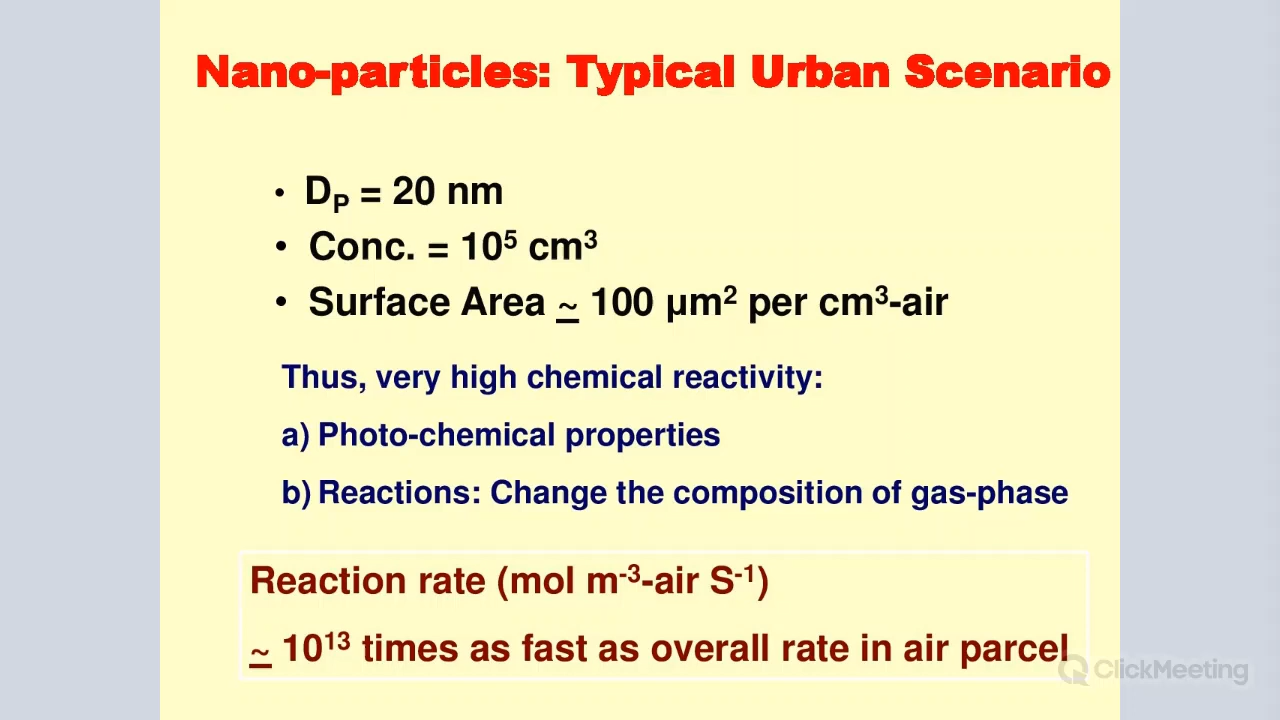 Nano-particles: Typical Urban Scenario
• D_P = 20 nm
• Conc. = 10⁵ cm³
• Surface Area ~ 100 µm² per cm³-air
Thus, very high chemical reactivity:
a) Photo-chemical properties
b) Reactions: Change the composition of gas-phase
Reaction rate (mol m⁻³-air S⁻¹)
~ 10¹³ times as fast as overall rate in air parcel
ClickMeeting